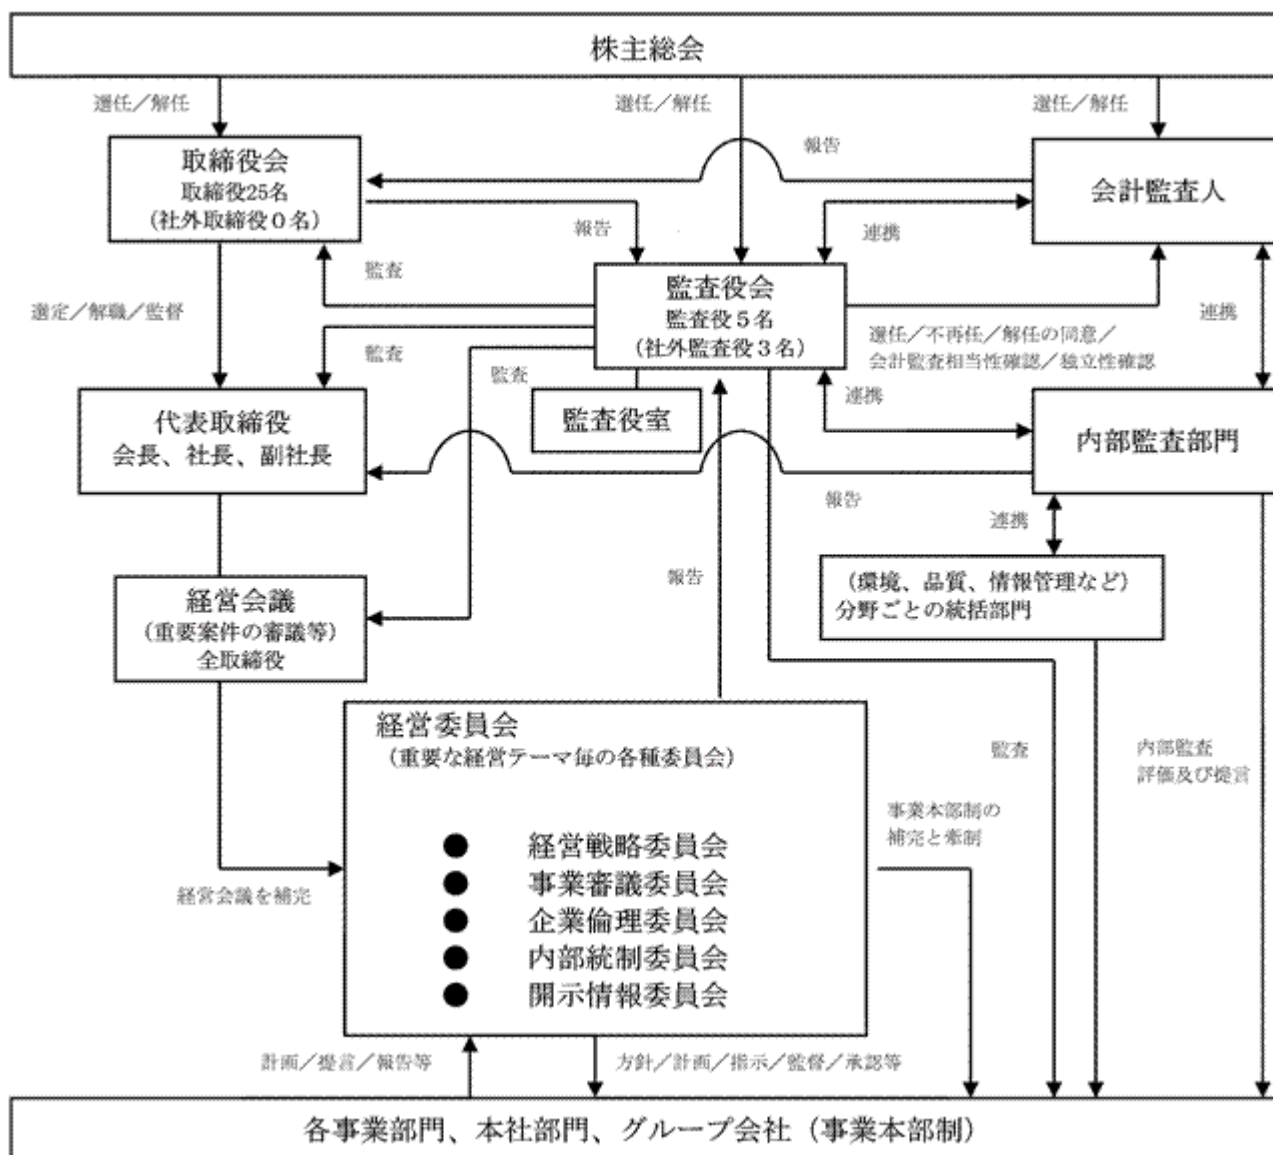 株主総会
選任／解任
選任／解任
選任／解任
取締役会
取締役25名
（社外取締役０名）
報告
会計監査人
報告
連携
監査
監査役会
監査役５名
（社外監査役３名）
選定／解職／監督
監査
監査
選任／不再任／解任の同意／
会計監査相当性確認／独立性確認
連携
連携
代表取締役
会長、社長、副社長
監査役室
内部監査部門
報告
連携
経営会議
（重要案件の審議等）
全取締役
報告
（環境、品質、情報管理など）
分野ごとの統括部門
経営委員会
（重要な経営テーマ毎の各種委員会）
監査
内部監査
評価及び提言
事業本部制の
補完と牽制
● 経営戦略委員会
● 事業審議委員会
● 企業倫理委員会
● 内部統制委員会
● 開示情報委員会
経営会議を補完
計画／提言／報告等
方針／計画／指示／監督／承認等
各事業部門、本社部門、グループ会社（事業本部制）